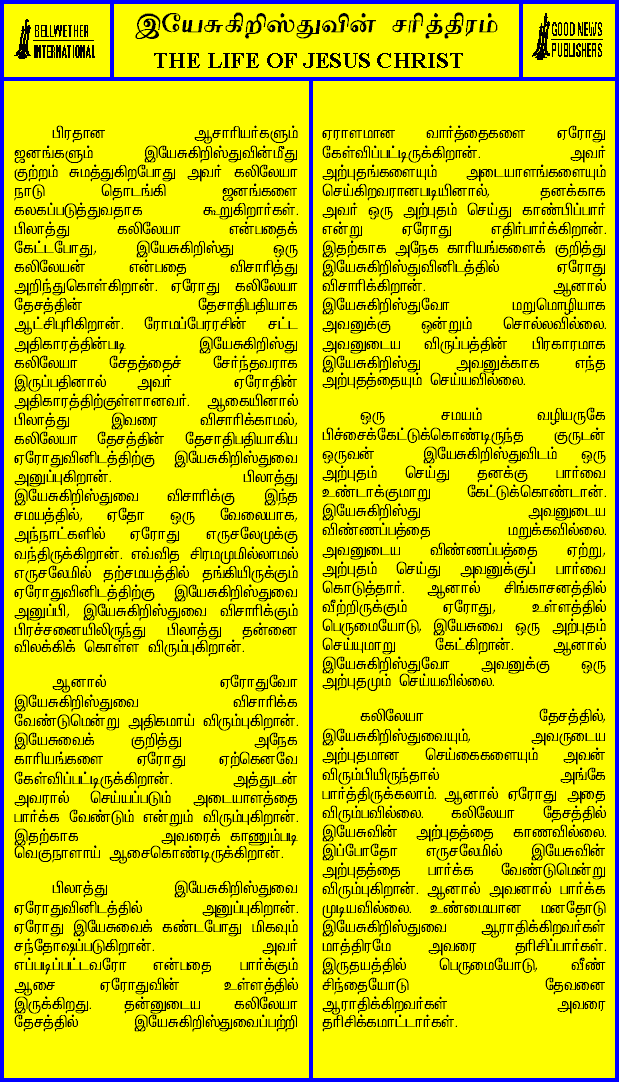 BELLWETHER
INTERNATIONAL
இயேசுகிறிஸ்துவின் சரித்திரம்
THE LIFE OF JESUS CHRIST
GOOD NEWS
PUBLISHERS
பிரதான ஆசாரியர்களும்
ஜனங்களும் இயேசுகிறிஸ்துவின்மீது
குற்றம் சுமத்துகிறபோது அவர் கலிலேயா
நாடு தொடங்கி ஜனங்களை
கலகப்படுத்துவதாக கூறுகிறார்கள்.
பிலாத்து கலிலேயா என்பதைக்
கேட்டபோது, இயேசுகிறிஸ்து ஒரு
கலிலேயன் என்பதை விசாரித்து
அறிந்துகொள்கிறான். ஏரோது கலிலேயா
தேசத்தின் தேசாதிபதியாக
ஆட்சிபுரிகிறான். ரோமப்பேரரசின் சட்ட
அதிகாரத்தின்படி இயேசுகிறிஸ்து
கலிலேயா சேதத்தைச் சேர்ந்தவராக
இருப்பதினால் அவர் ஏரோதின்
அதிகாரத்திற்குள்ளானவர். ஆகையினால்
பிலாத்து இவரை விசாரிக்காமல்,
கலிலேயா தேசத்தின் தேசாதிபதியாகிய
ஏரோதுவினிடத்திற்கு இயேசுகிறிஸ்துவை
அனுப்புகிறான். பிலாத்து
இயேசுகிறிஸ்துவை விசாரிக்கு இந்த
சமயத்தில், ஏதோ ஒரு வேலையாக,
அந்நாட்களில் ஏரோது எருசலேமுக்கு
வந்திருக்கிறான். எவ்வித சிரமமுமில்லாமல்
எருசலேமில் தற்சமயத்தில் தங்கியிருக்கும்
ஏரோதுவினிடத்திற்கு இயேசுகிறிஸ்துவை
அனுப்பி, இயேசுகிறிஸ்துவை விசாரிக்கும்
பிரச்சனையிலிருந்து பிலாத்து தன்னை
விலக்கிக் கொள்ள விரும்புகிறான்.
ஆனால் ஏரோதுவோ
இயேசுகிறிஸ்துவை விசாரிக்க
வேண்டுமென்று அதிகமாய் விரும்புகிறான்.
இயேசுவைக் குறித்து அநேக
காரியங்களை ஏரோது ஏற்கெனவே
கேள்விப்பட்டிருக்கிறான். அத்துடன்
அவரால் செய்யப்படும் அடையாளத்தை
பார்க்க வேண்டும் என்றும் விரும்புகிறான்.
இதற்காக அவரைக் காணும்படி
வெகுநாளாய் ஆசைகொண்டிருக்கிறான்.
பிலாத்து இயேசுகிறிஸ்துவை
ஏரோதுவினிடத்தில் அனுப்புகிறான்.
ஏரோது இயேசுவைக் கண்டபோது மிகவும்
சந்தோஷப்படுகிறான். அவர்
எப்படிப்பட்டவரோ என்பதை பார்க்கும்
ஆசை ஏரோதுவின் உள்ளத்தில்
இருக்கிறது. தன்னுடைய கலிலேயா
தேசத்தில் இயேசுகிறிஸ்துவைப்பற்றி
ஏராளமான வார்த்தைகளை ஏரோது
கேள்விப்பட்டிருக்கிறான். அவர்
அற்புதங்களையும் அடையாளங்களையும்
செய்கிறவரானபடியினால், தனக்காக
அவர் ஒரு அற்புதம் செய்து காண்பிப்பார்
என்று ஏரோது எதிர்பார்க்கிறான்.
இதற்காக அநேக காரியங்களைக் குறித்து
இயேசுகிறிஸ்துவினிடத்தில் ஏரோது
விசாரிக்கிறான். ஆனால்
இயேசுகிறிஸ்துவோ மறுமொழியாக
அவனுக்கு ஒன்றும் சொல்லவில்லை.
அவனுடைய விருப்பத்தின் பிரகாரமாக
இயேசுகிறிஸ்து அவனுக்காக எந்த
அற்புதத்தையும் செய்யவில்லை.
ஒரு சமயம் வழியருகே
பிச்சைக்கேட்டுக்கொண்டிருந்த குருடன்
ஒருவன் இயேசுகிறிஸ்துவிடம் ஒரு
அற்புதம் செய்து தனக்கு பார்வை
உண்டாக்குமாறு கேட்டுக்கொண்டான்.
இயேசுகிறிஸ்து அவனுடைய
விண்ணப்பத்தை மறுக்கவில்லை.
அவனுடைய விண்ணப்பத்தை ஏற்று,
அற்புதம் செய்து அவனுக்குப் பார்வை
கொடுத்தார். ஆனால் சிங்காசனத்தில்
வீற்றிருக்கும் ஏரோது, உள்ளத்தில்
பெருமையோடு, இயேசுவை ஒரு அற்புதம்
செய்யுமாறு கேட்கிறான். ஆனால்
இயேசுகிறிஸ்துவோ அவனுக்கு ஒரு
அற்புதமும் செய்யவில்லை.
கலிலேயா தேசத்தில்,
இயேசுகிறிஸ்துவையும், அவருடைய
அற்புதமான செய்கைகளையும் அவன்
விரும்பியிருந்தால் அங்கே
பார்த்திருக்கலாம். ஆனால் ஏரோது அதை
விரும்பவில்லை. கலிலேயா தேசத்தில்
இயேசுவின் அற்புதத்தை காணவில்லை.
இப்போதோ எருசலேமில் இயேசுவின்
அற்புதத்தை பார்க்க வேண்டுமென்று
விரும்புகிறான். ஆனால் அவனால் பார்க்க
முடியவில்லை. உண்மையான மனதோடு
இயேசுகிறிஸ்துவை ஆராதிக்கிறவர்கள்
மாத்திரமே அவரை தரிசிப்பார்கள்.
இருதயத்தில் பெருமையோடு, வீண்
சிந்தையோடு தேவனை
ஆராதிக்கிறவர்கள் அவரை
தரிசிக்கமாட்டார்கள்.